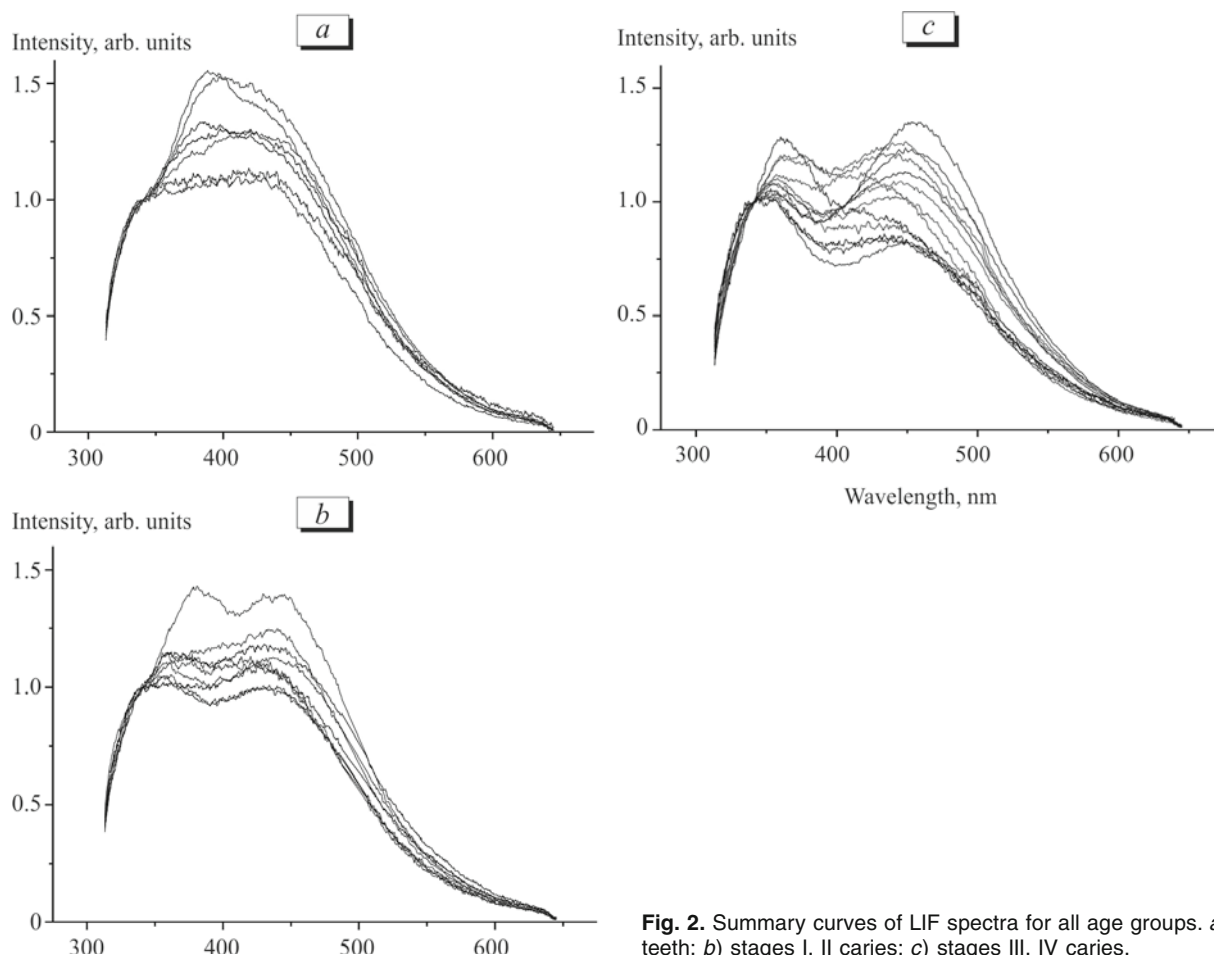 a
Intensity, arb. units
1.5
1.0
0.5
0
300 400 500 600
c
Intensity, arb. units
1.5
1.0
0.5
0
300 400 500 600
Wavelength, nm
b
Intensity, arb. units
1.5
1.0
0.5
0
300 400 500 600
Fig. 2. Summary curves of LIF spectra for all age groups. a
teeth; b) stages I, II caries; c) stages III, IV caries.